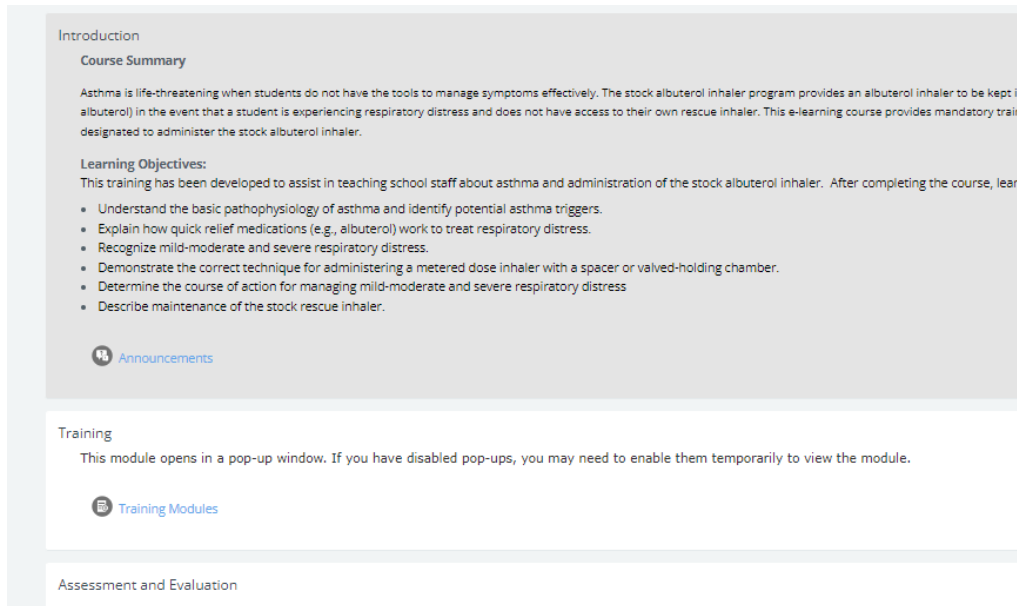 Introduction
Course Summary
Asthma is life-threatening when students do not have the tools to manage symptoms effectively. The stock albuterol inhaler program provides an albuterol inhaler to be kept
albuterol) in the event that a student is experiencing respiratory distress and does not have access to their own rescue inhaler. This e-learning course provides mandatory
designated to administer the stock albuterol inhaler.
Learning Objectives:
This training has been developed to assist in teaching school staff about asthma and administration of the stock albuterol inhaler. After completing the course,
Understand the basic pathophysiology of asthma and identify potential asthma triggers.
Explain how quick relief medications (e.g., albuterol) work to treat respiratory distress.
Recognize mild-moderate and severe respiratory distress.
Demonstrate the correct technique for administering a metered dose inhaler with a spacer or valved-holding chamber.
Determine the course of action for managing mild-moderate and severe respiratory distress
Describe maintenance of the stock rescue inhaler.
Announcements
Training
This module opens in a pop-up window. If you have disabled pop-ups, you may need to enable them temporarily to view the module.
Training Modules
Assessment and Evaluation